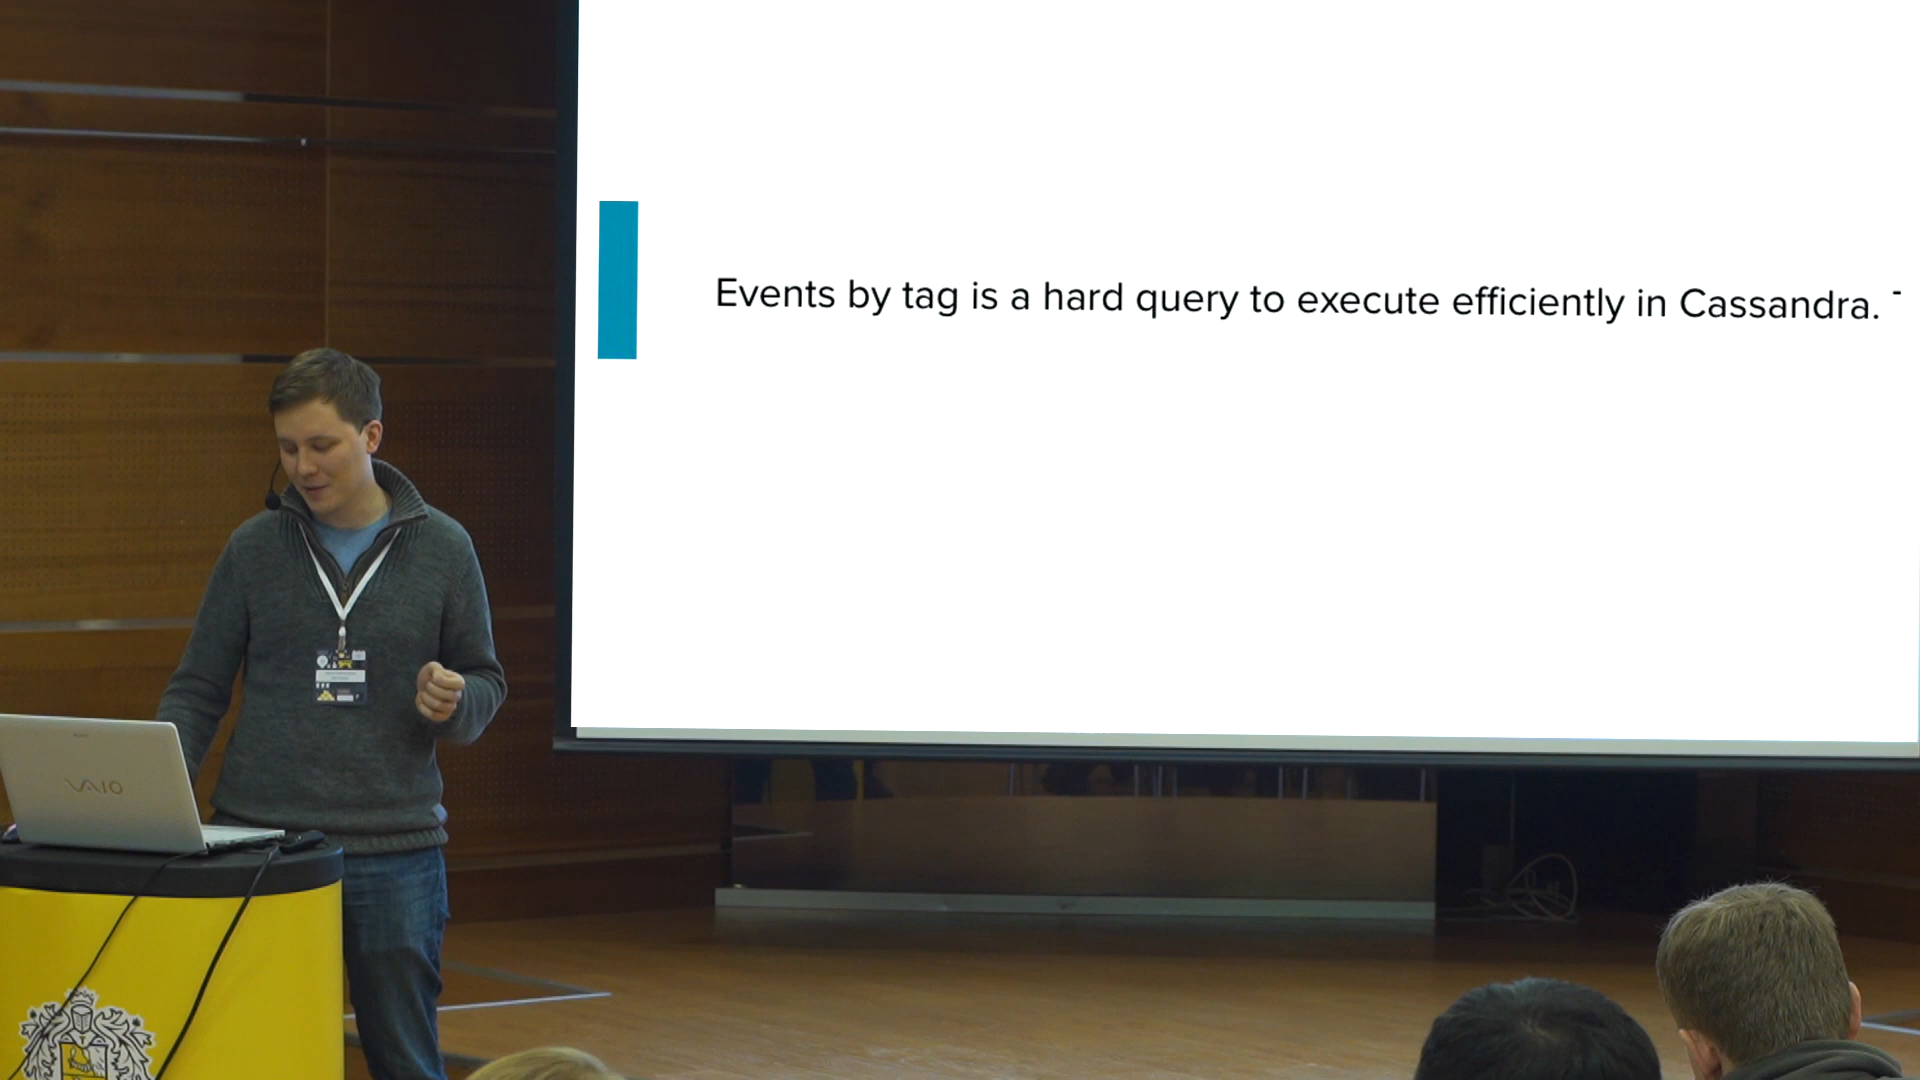 Events by tag is a hard query to execute efficiently in Cassandra. -
VAIO